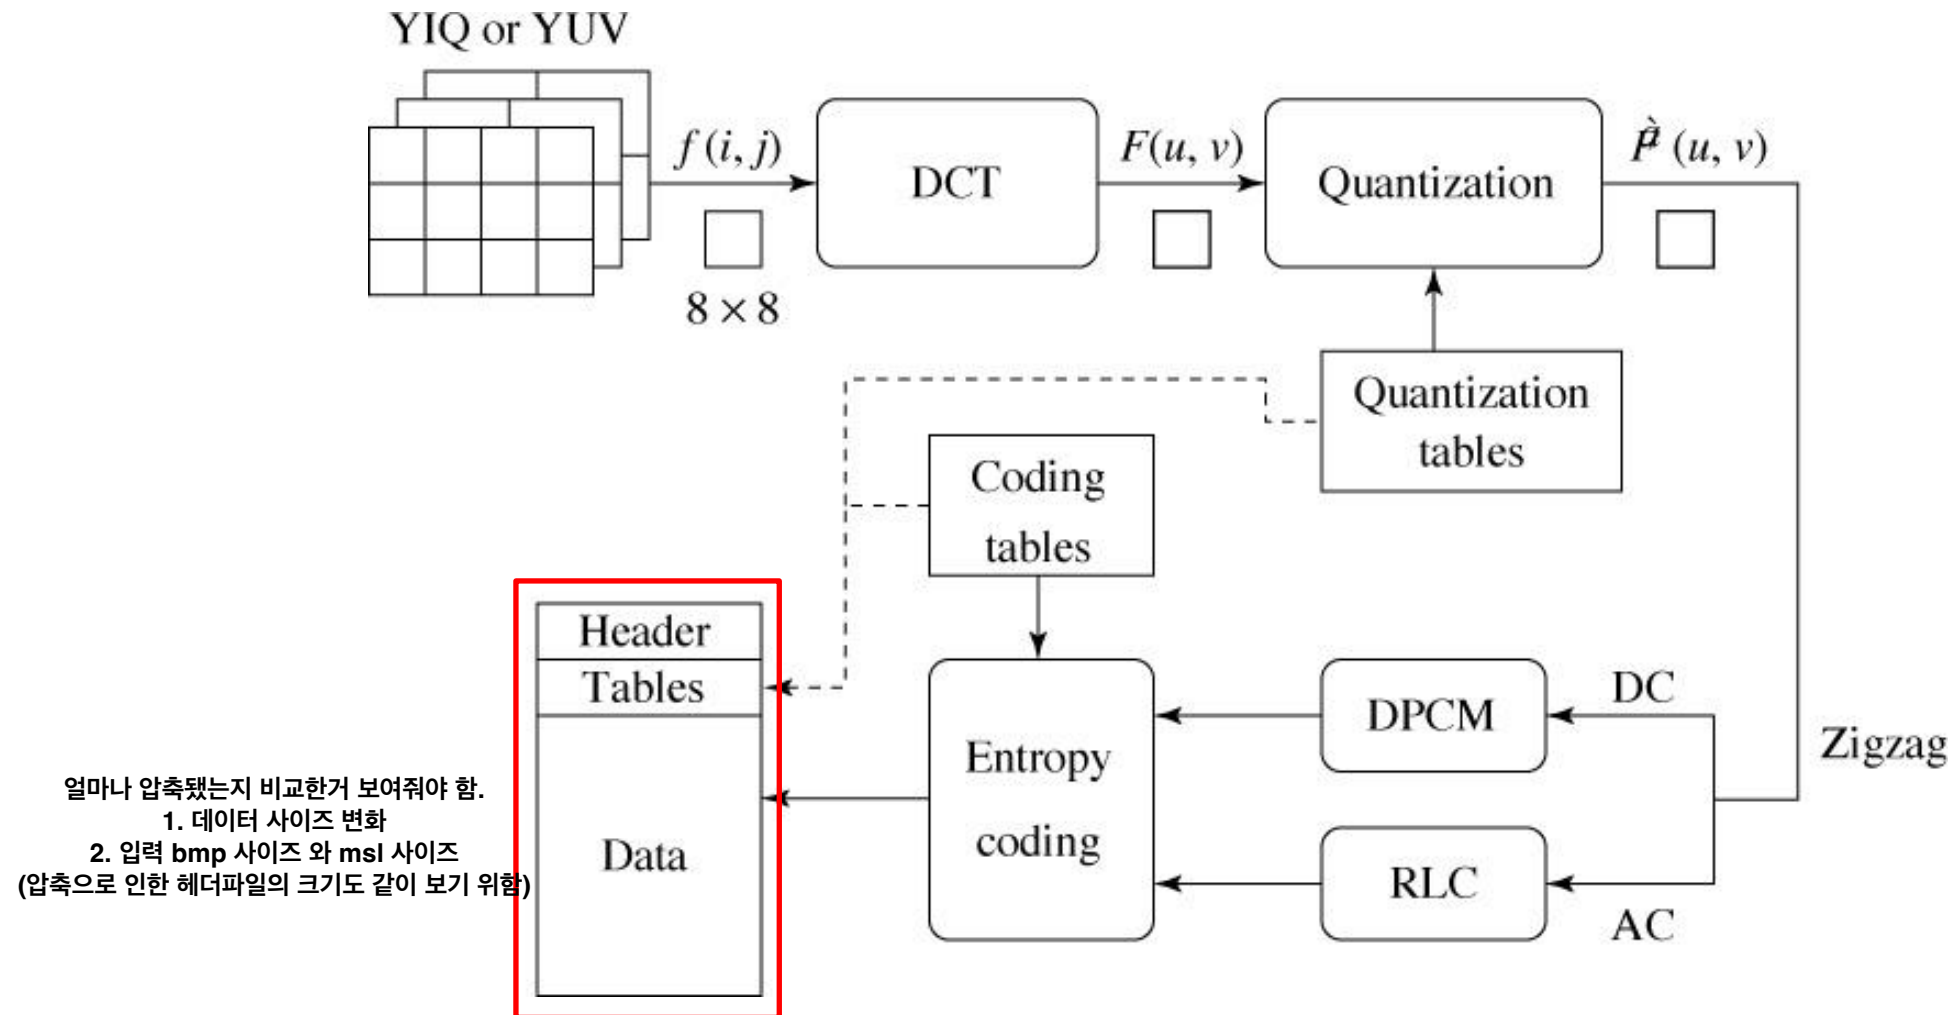 YIQ or YUV
f(i, j)
8 × 8
DCT
F(u, v)
Quantization
(u, v)
Quantization
tables
Coding
tables
Header
Tables
Data
Entropy
coding
DPCM
DC
Zigzag
RLC
AC
얼마나 압축됐는지 비교한거 보여줘야 함.
1. 데이터 사이즈 변화
2. 입력 bmp 사이즈 와 msl 사이즈
(압축으로 인한 헤더파일의 크기도 같이 보기 위함)